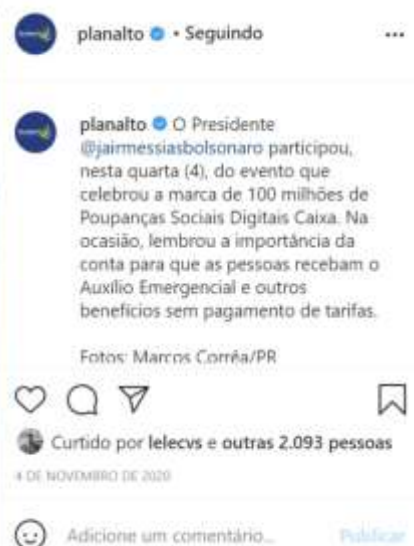 planalto • Seguindo
planalto O Presidente
@jairmessiasbolsonaro participou,
nesta quarta (4), do evento que
celebrou a marca de 100 milhões de
Poupanças Sociais Digitais Caixa. Na
ocasião, lembrou a importância da
conta para que as pessoas recebam o
Auxílio Emergencial e outros
benefícios sem pagamento de tarifas.
Fotos: Marcos Corrêa/PR
Curtido por lelecvs e outras 2.093 pessoas
4 DE NOVEMBRO DE 2020
Adicione um comentário... Publicar